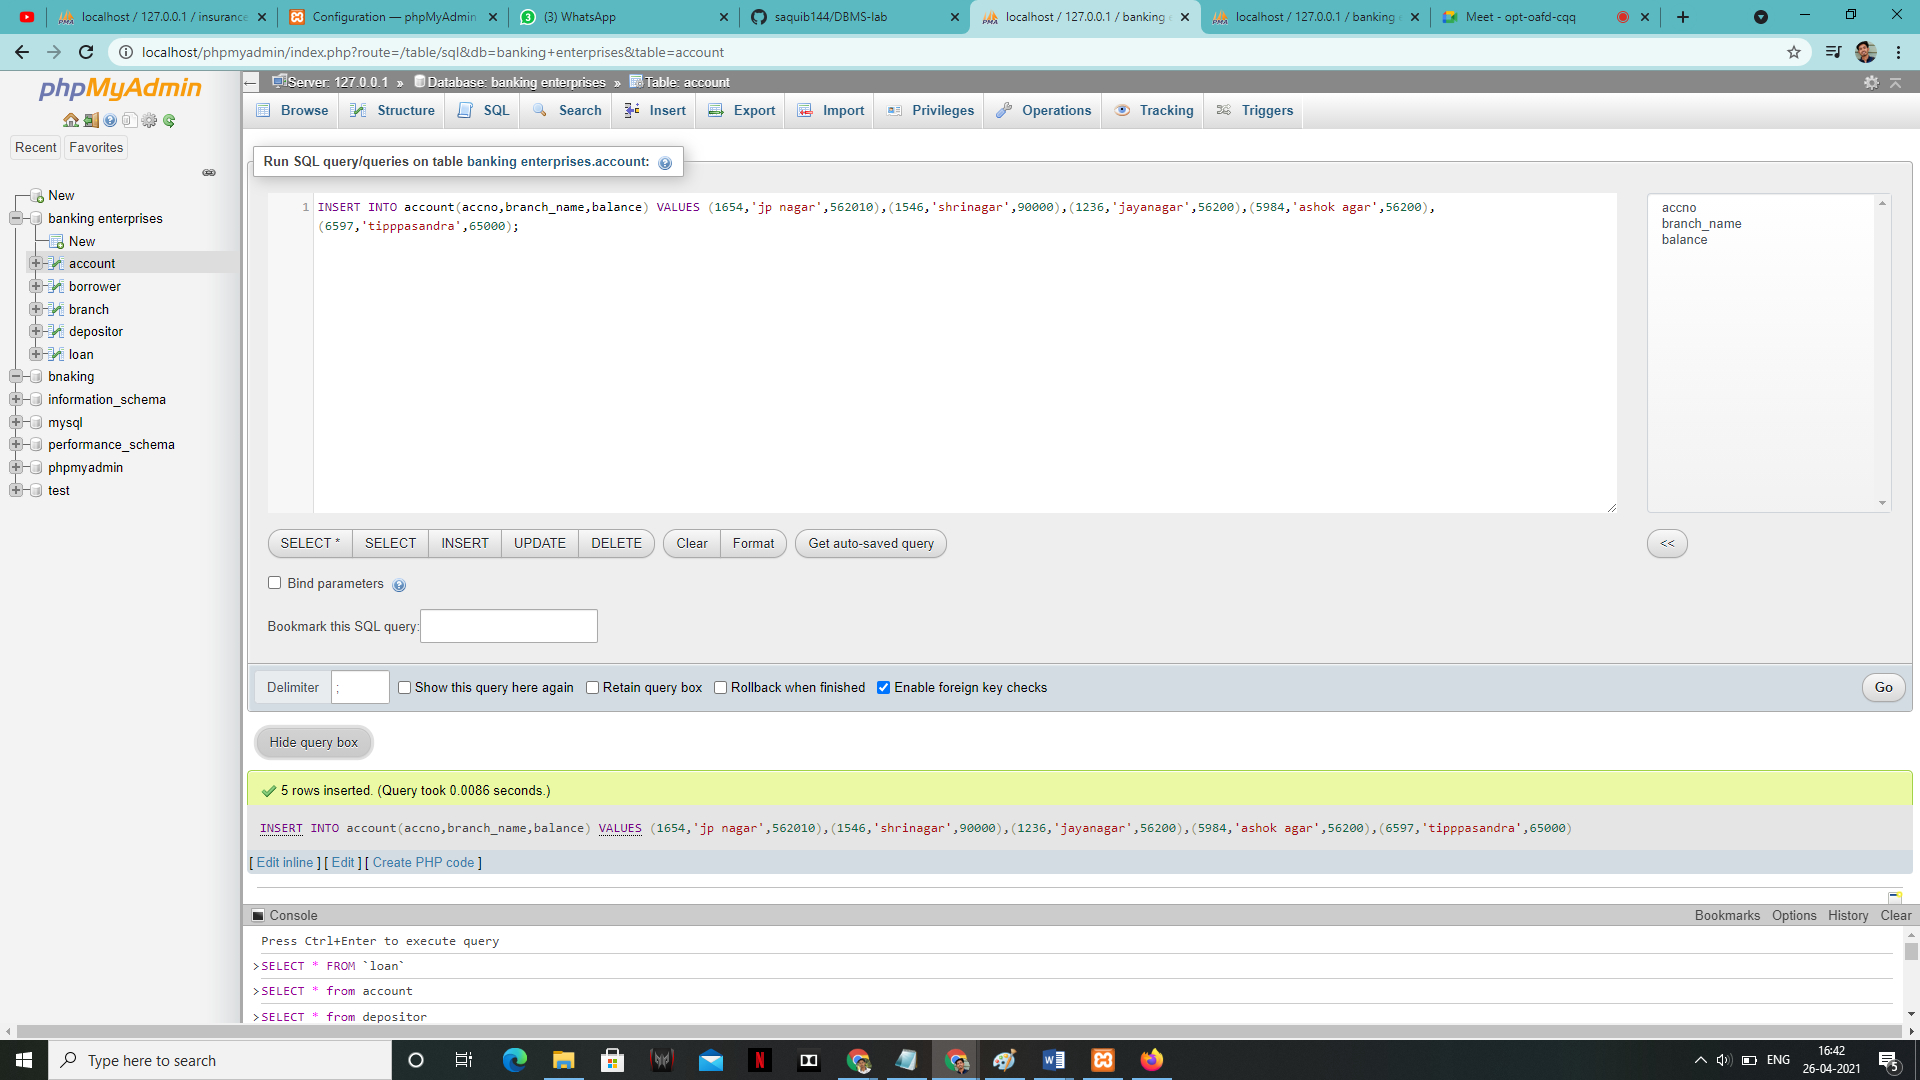 localhost / 127.0.0.1 / insurance
Configuration — phpMyAdmin
(3) WhatsApp
saquib144/DBMS-lab
localhost / 127.0.0.1 / banking
localhost / 127.0.0.1 / banking
Meet - opt-oafd-cqq
localhost/phpmyadmin/index.php?route=/table/sql&db=banking+enterprises&table=account
phpMyAdmin
Recent
Favorites
New
banking enterprises
New
account
borrower
branch
depositor
loan
bnaking
information_schema
mysql
performance_schema
phpmyadmin
test
Server: 127.0.0.1 » Database: banking enterprises » Table: account
Browse
Structure
SQL
Search
Insert
Export
Import
Privileges
Operations
Tracking
Triggers
Run SQL query/queries on table banking enterprises.account:
1 INSERT INTO account(accno,branch_name,balance) VALUES (1654,'jp nagar',562010),(1546,'shrinagar',90000),(1236,'jayanagar',56200),(5984,'ashok agar',56200),
(6597,'tipppasandra',65000);
accno
branch_name
balance
SELECT *
SELECT
INSERT
UPDATE
DELETE
Clear
Format
Get auto-saved query
<<
Bind parameters
Bookmark this SQL query:
Delimiter
;
Show this query here again
Retain query box
Rollback when finished
Enable foreign key checks
Go
Hide query box
5 rows inserted. (Query took 0.0086 seconds.)
INSERT INTO account(accno,branch_name,balance) VALUES (1654,'jp nagar',562010),(1546,'shrinagar',90000),(1236,'jayanagar',56200),(5984,'ashok agar',56200),(6597,'tipppasandra',65000)
[ Edit inline ] [ Edit ] [ Create PHP code ]
Console
Bookmarks
Options
History
Clear
Press Ctrl+Enter to execute query
>SELECT * FROM `loan`
>SELECT * from account
>SELECT * from depositor
Type here to search
ENG
16:42
26-04-2021
5